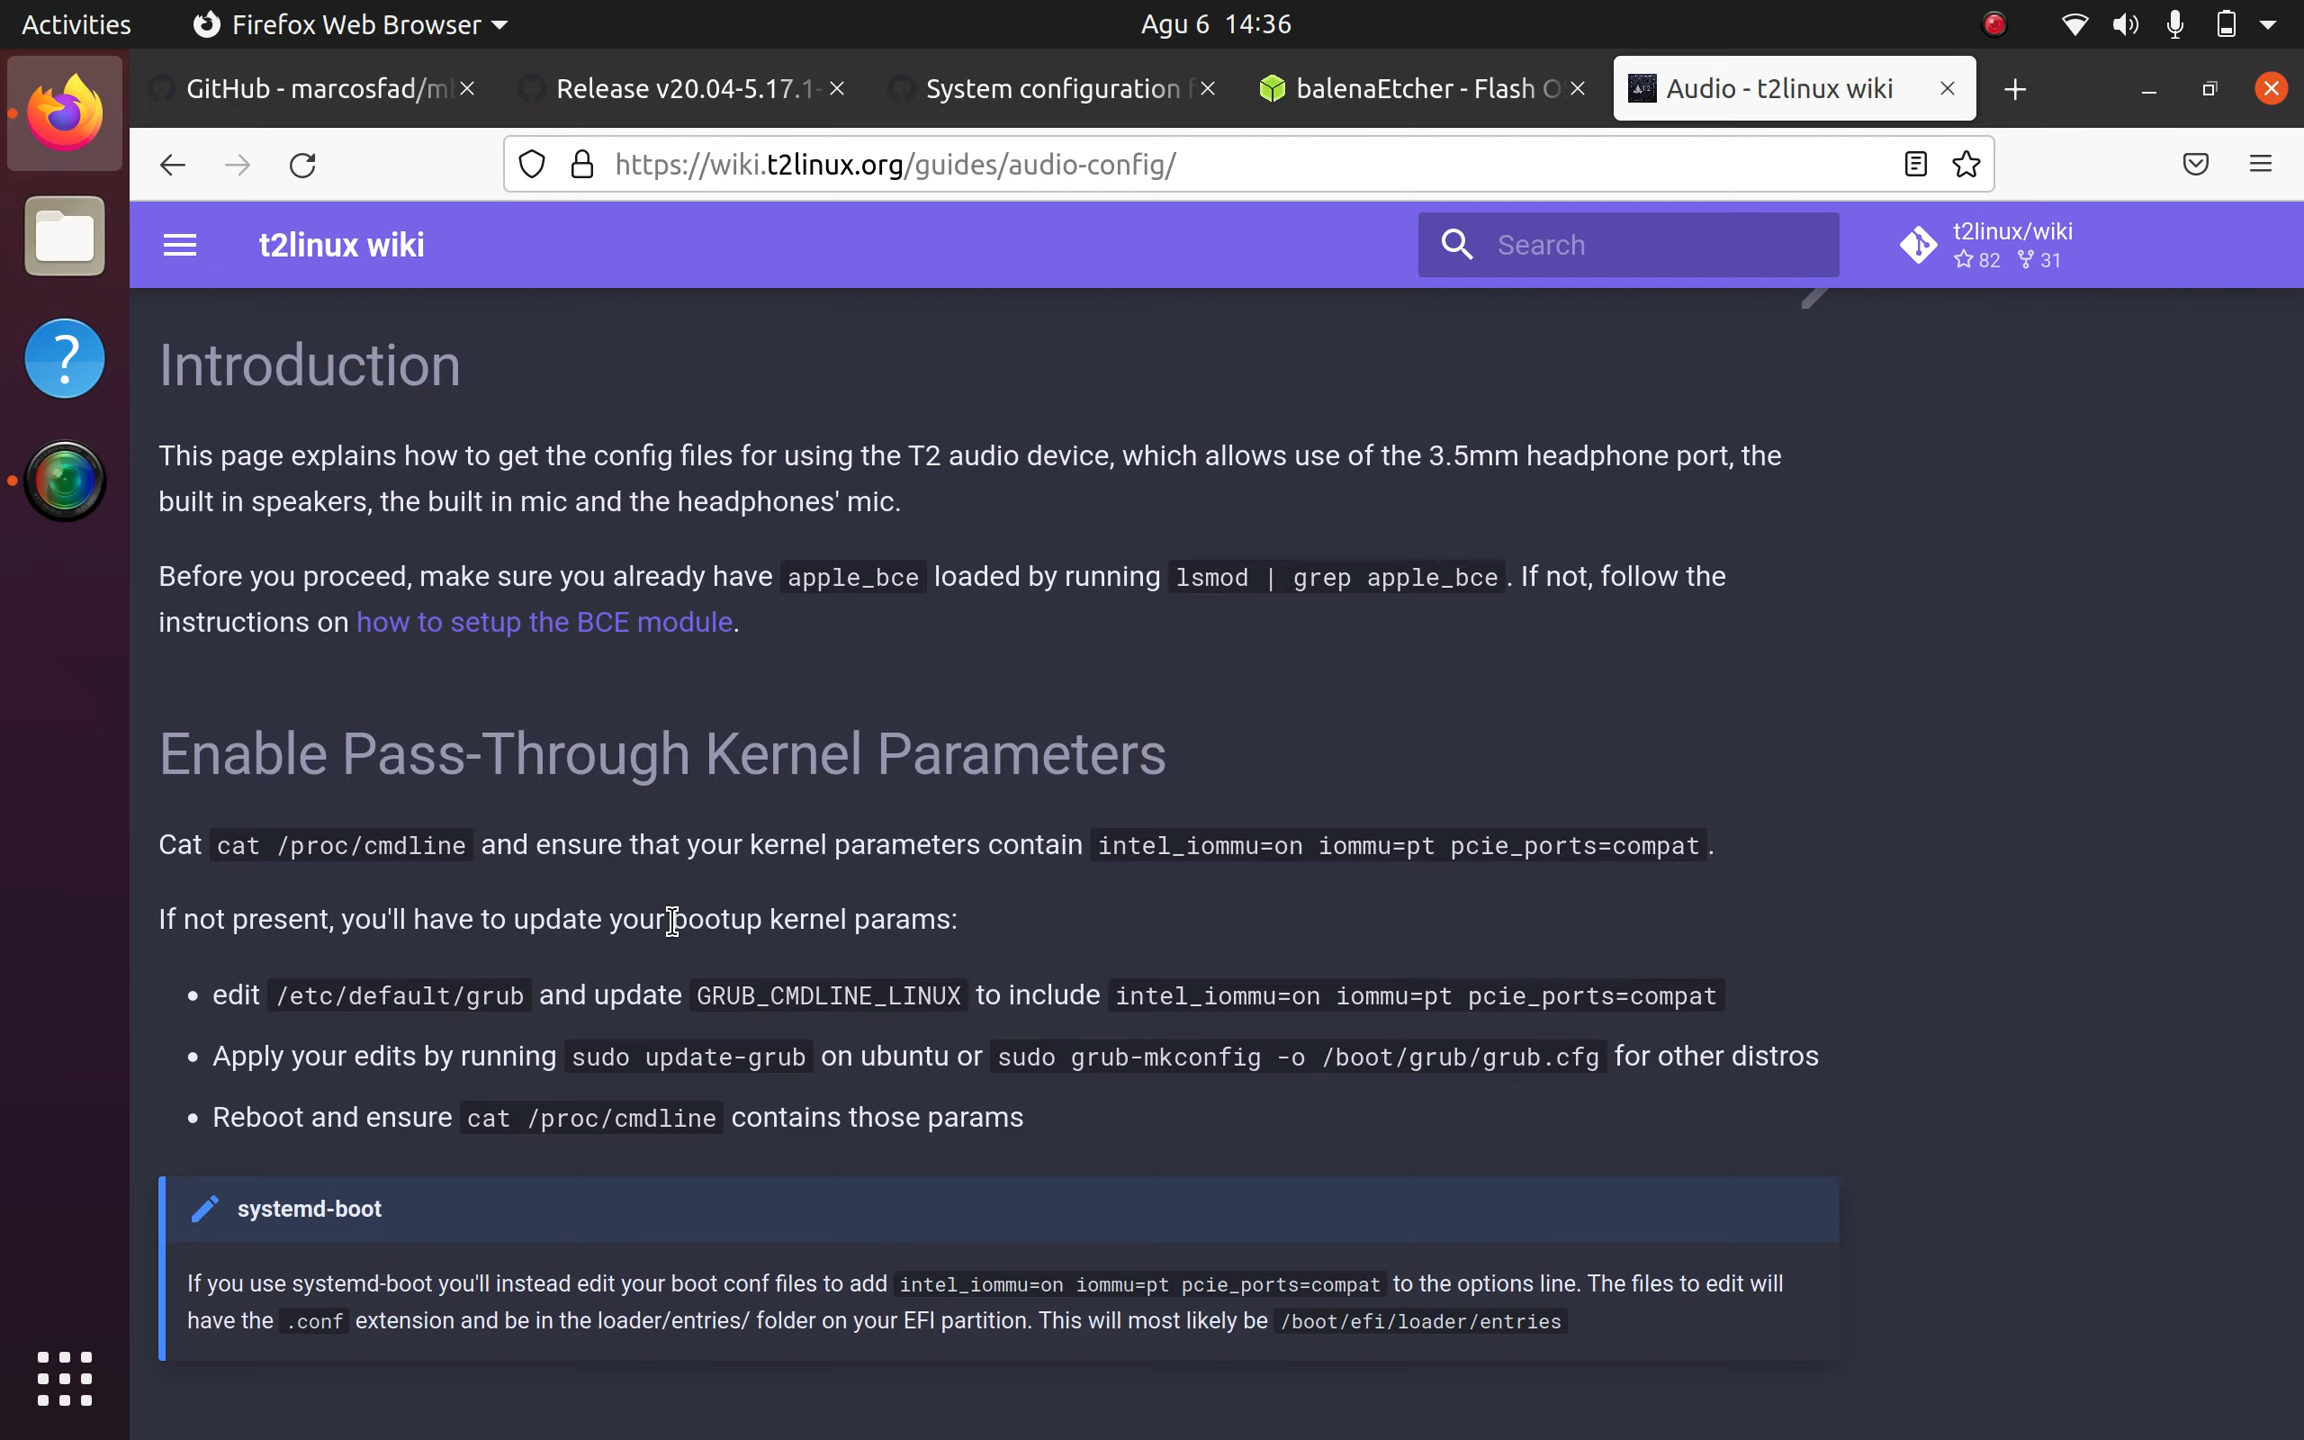 Activities
Firefox Web Browser
Agu 6 14:36
GitHub - marcosfad/ml
Release v20.04-5.17.1-
System configuration f
balenaEtcher - Flash O
Audio - t2linux wiki
https://wiki.t2linux.org/guides/audio-config/
t2linux wiki
Search
t2linux/wiki
82 31
Introduction
This page explains how to get the config files for using the T2 audio device, which allows use of the 3.5mm headphone port, the
built in speakers, the built in mic and the headphones' mic.
Before you proceed, make sure you already have apple_bce loaded by running lsmod | grep apple_bce. If not, follow the
instructions on how to setup the BCE module.
Enable Pass-Through Kernel Parameters
Cat cat /proc/cmdline and ensure that your kernel parameters contain intel_iommu=on iommu=pt pcie_ports=compat.
If not present, you'll have to update your bootup kernel params:
• edit /etc/default/grub and update GRUB_CMDLINE_LINUX to include intel_iommu=on iommu=pt pcie_ports=compat
• Apply your edits by running sudo update-grub on ubuntu or sudo grub-mkconfig -o /boot/grub/grub.cfg for other distros
• Reboot and ensure cat /proc/cmdline contains those params
systemd-boot
If you use systemd-boot you'll instead edit your boot conf files to add intel_iommu=on iommu=pt pcie_ports=compat to the options line. The files to edit will
have the .conf extension and be in the loader/entries/ folder on your EFI partition. This will most likely be /boot/efi/loader/entries